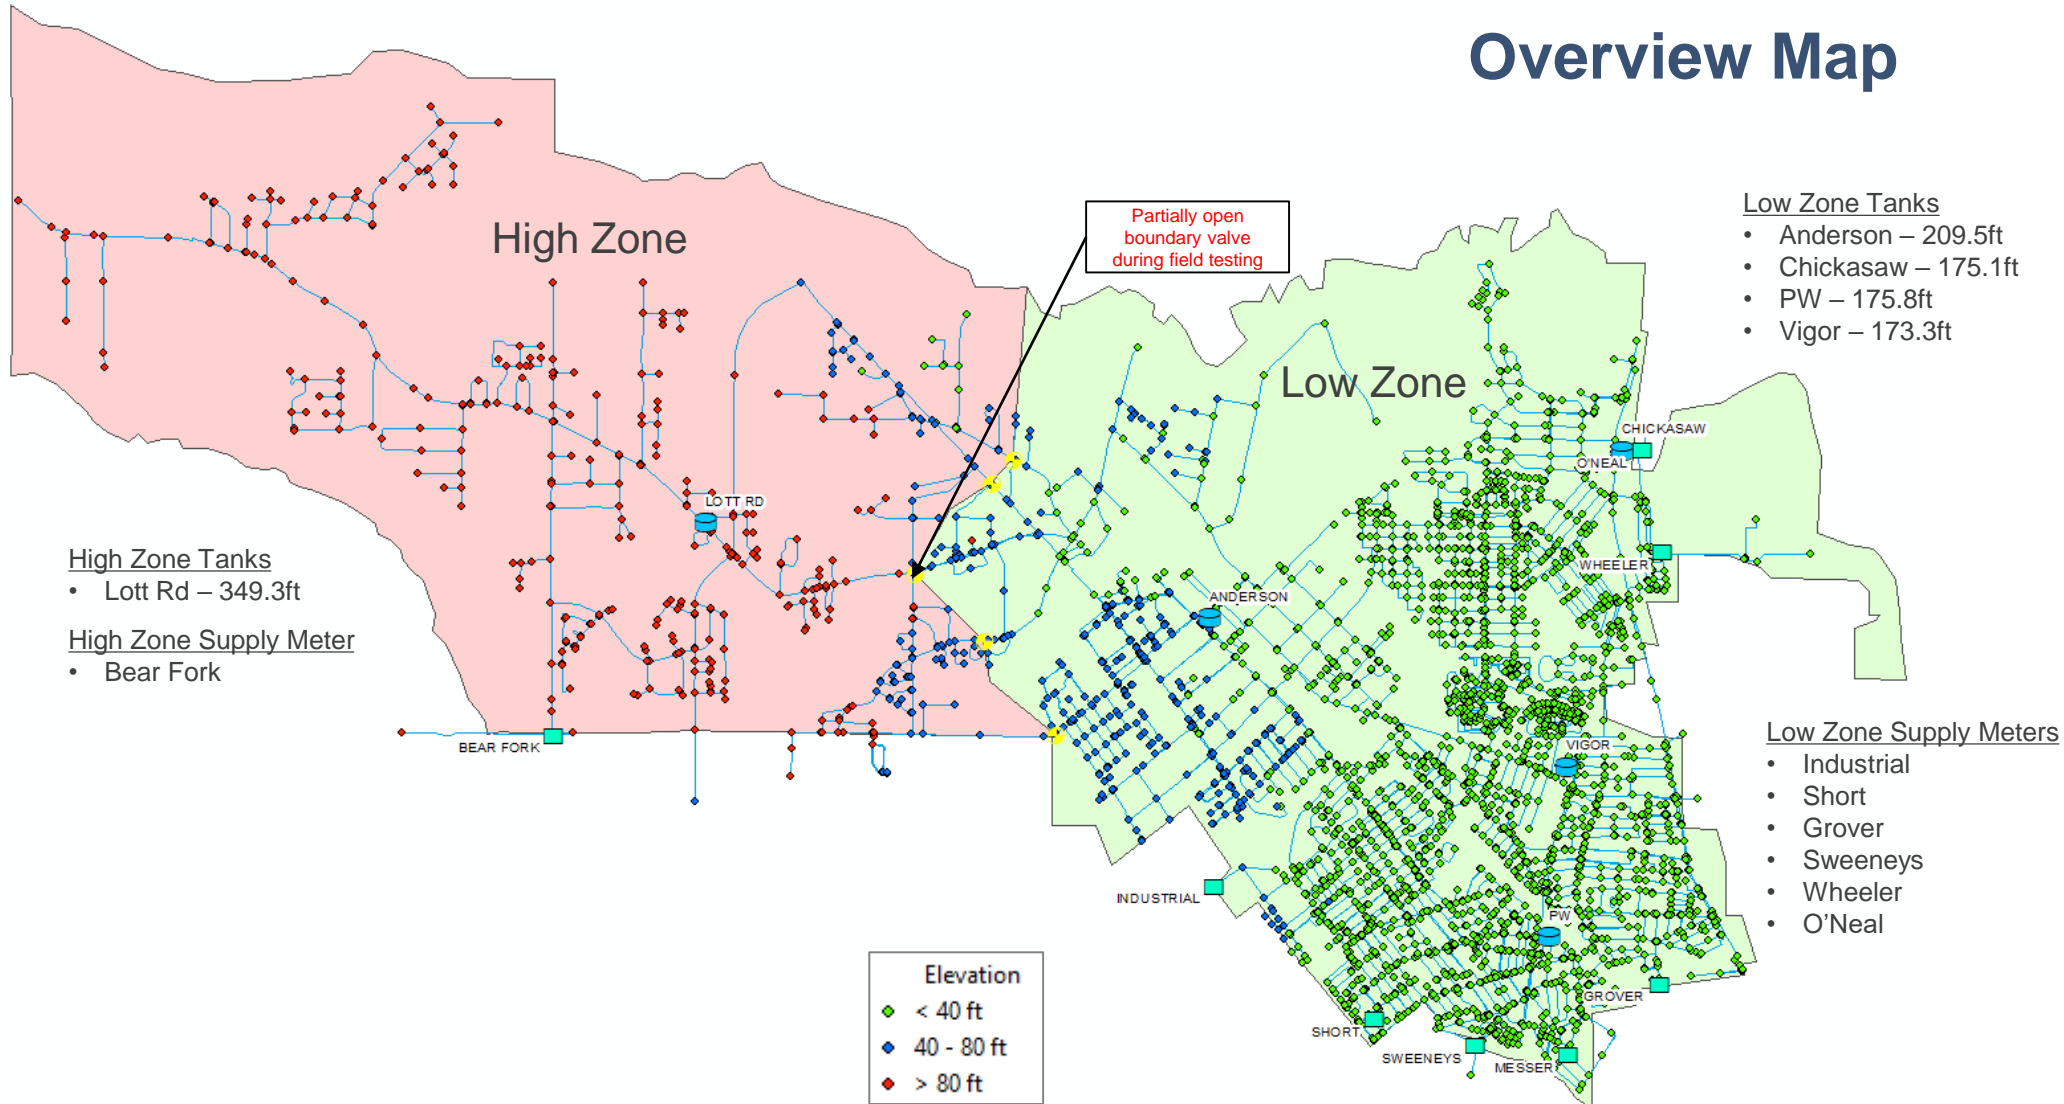 Overview Map
High Zone
Partially open
boundary valve
during field testing
Low Zone Tanks
• Anderson – 209.5ft
• Chickasaw – 175.1ft
• PW – 175.8ft
• Vigor – 173.3ft
Low Zone
CHICKASAW
O'NEAL
LOTT RD
WHEELER
ANDERSON
High Zone Tanks
• Lott Rd – 349.3ft
High Zone Supply Meter
• Bear Fork
BEAR FORK
VIGOR
Low Zone Supply Meters
• Industrial
• Short
• Grover
• Sweeneys
• Wheeler
• O’Neal
INDUSTRIAL
PW
GROVER
SHORT
SWEENEYS
MESSER
Elevation
< 40 ft
40 - 80 ft
> 80 ft